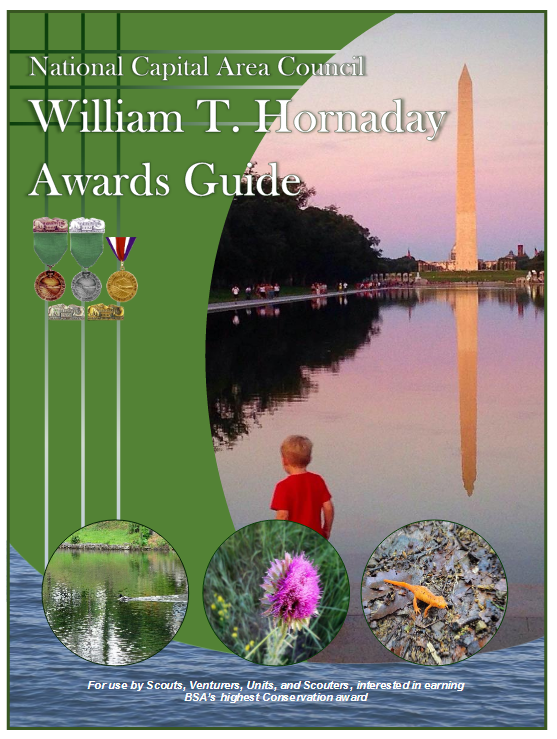 National Capital Area Council
William T. Hornaday
Awards Guide
For use by Scouts, Venturers, Units, and Scouters, interested in earning
BSA's highest Conservation award